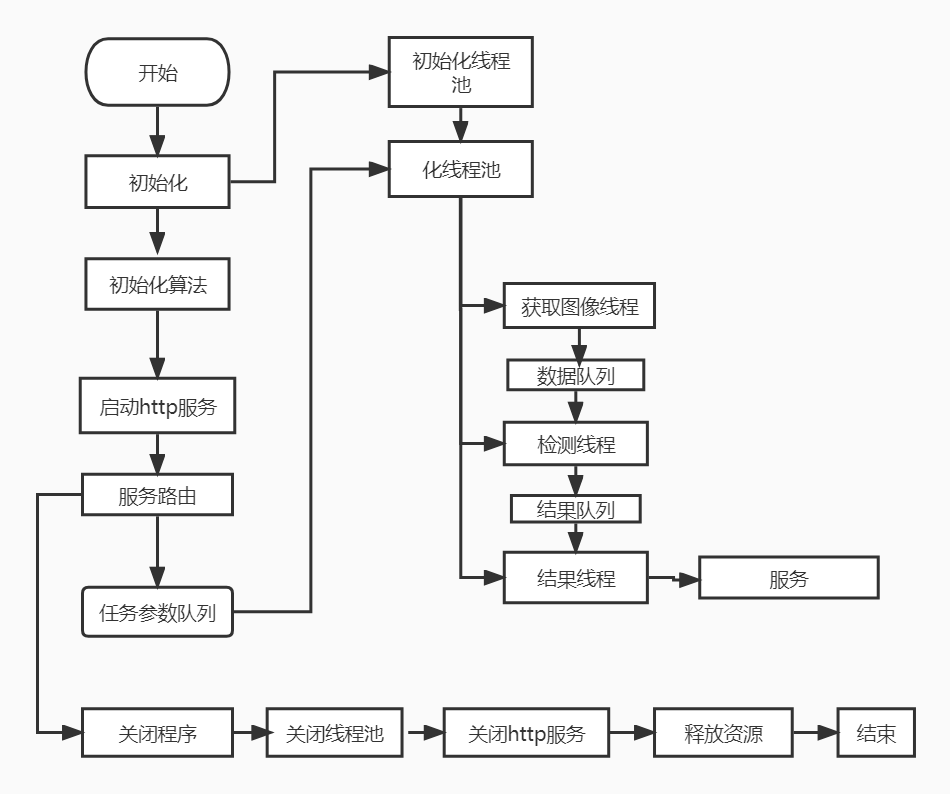 开始
初始化
初始化算法
启动http服务
服务路由
任务参数队列
初始化线程
池
化线程池
获取图像线程
数据队列
检测线程
结果队列
结果线程
服务
关闭程序
关闭线程池
关闭http服务
释放资源
结束